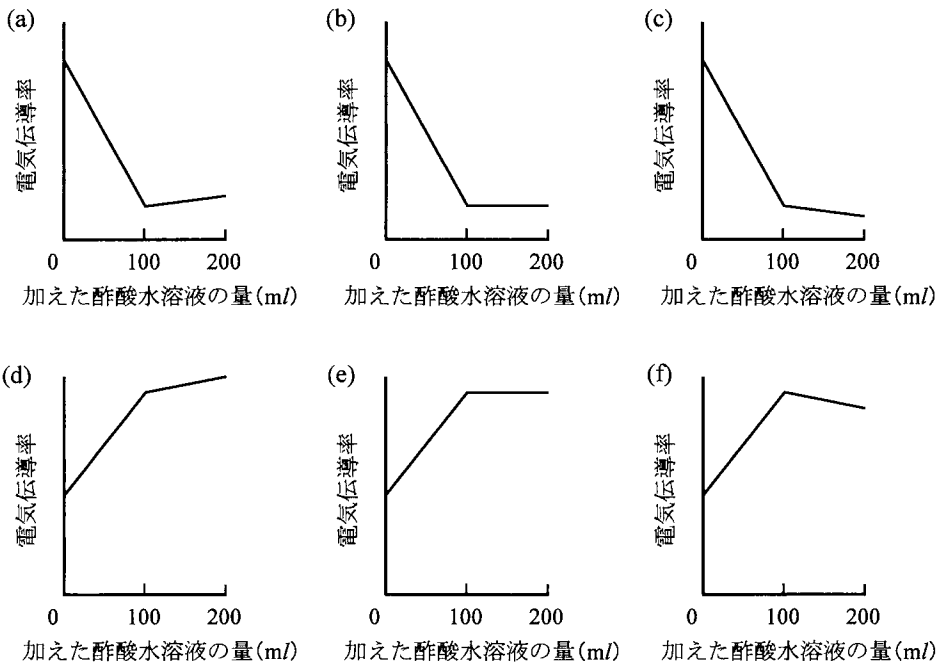 (a)
電気伝導率
0 100 200
加えた酢酸水溶液の量(ml)
(b)
電気伝導率
0 100 200
加えた酢酸水溶液の量(ml)
(c)
電気伝導率
0 100 200
加えた酢酸水溶液の量(ml)
(d)
電気伝導率
0 100 200
加えた酢酸水溶液の量(ml)
(e)
電気伝導率
0 100 200
加えた酢酸水溶液の量(ml)
(f)
電気伝導率
0 100 200
加えた酢酸水溶液の量(ml)